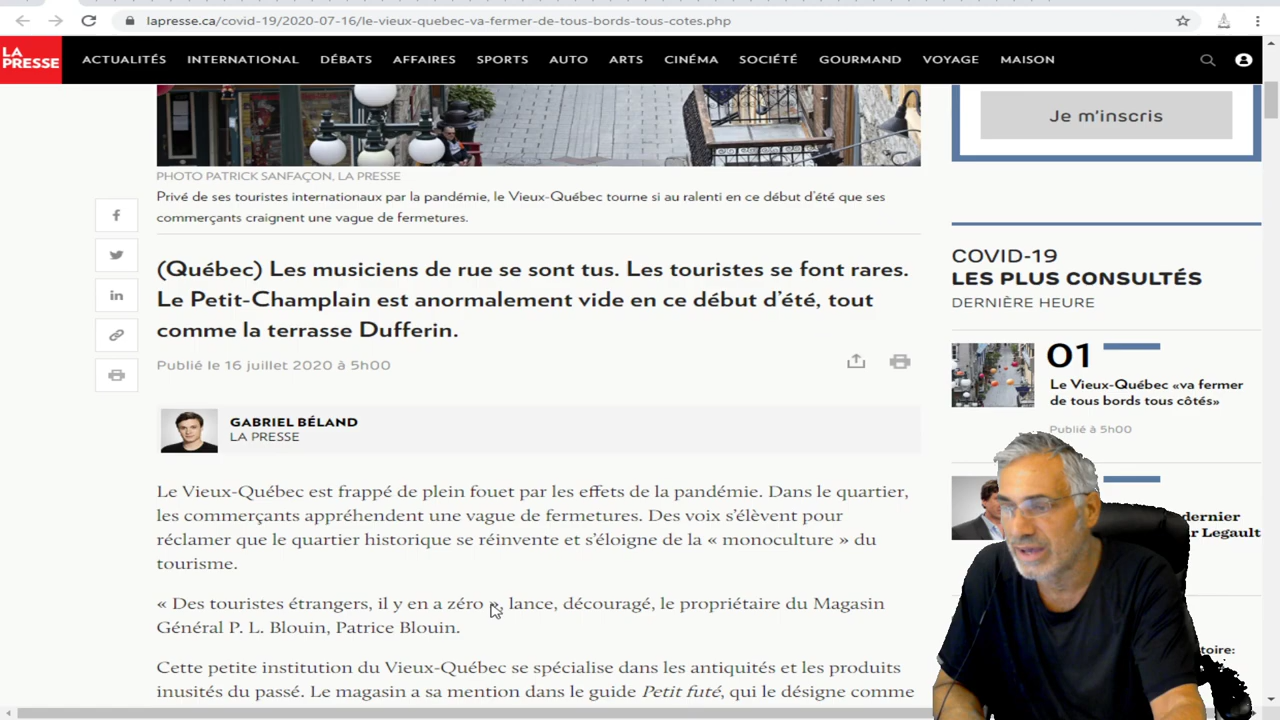 lapresse.ca/covid-19/2020-07-16/le-vieux-quebec-va-fermer-de-tous-bords-tous-cotes.php
LA PRESSE
ACTUALITÉS INTERNATIONAL DÉBATS AFFAIRES SPORTS AUTO ARTS CINÉMA SOCIÉTÉ GOURMAND VOYAGE MAISON
Je m'inscris
PHOTO PATRICK SANFAÇON, LA PRESSE
Privé de ses touristes internationaux par la pandémie, le Vieux-Québec tourne si au ralenti en ce début d'été que ses
commerçants craignent une vague de fermetures.
(Québec) Les musiciens de rue se sont tus. Les touristes se font rares.
Le Petit-Champlain est anormalement vide en ce début d'été, tout
comme la terrasse Dufferin.
Publié le 16 juillet 2020 à 5h00
GABRIEL BÉLAND
LA PRESSE
Le Vieux-Québec est frappé de plein fouet par les effets de la pandémie. Dans le quartier,
les commerçants appréhendent une vague de fermetures. Des voix s'élèvent pour
réclamer que le quartier historique se réinvente et s'éloigne de la « monoculture » du
tourisme.
« Des touristes étrangers, il y en a zéro », lance, découragé, le propriétaire du Magasin
Général P. L. Blouin, Patrice Blouin.
Cette petite institution du Vieux-Québec se spécialise dans les antiquités et les produits
inusités du passé. Le magasin a sa mention dans le guide Petit futé, qui le désigne comme
COVID-19
LES PLUS CONSULTÉS
DERNIÈRE HEURE
01
Le Vieux-Québec «va fermer
de tous bords tous côtés»
Publié à 5h00
dernier
r Legault
toire: